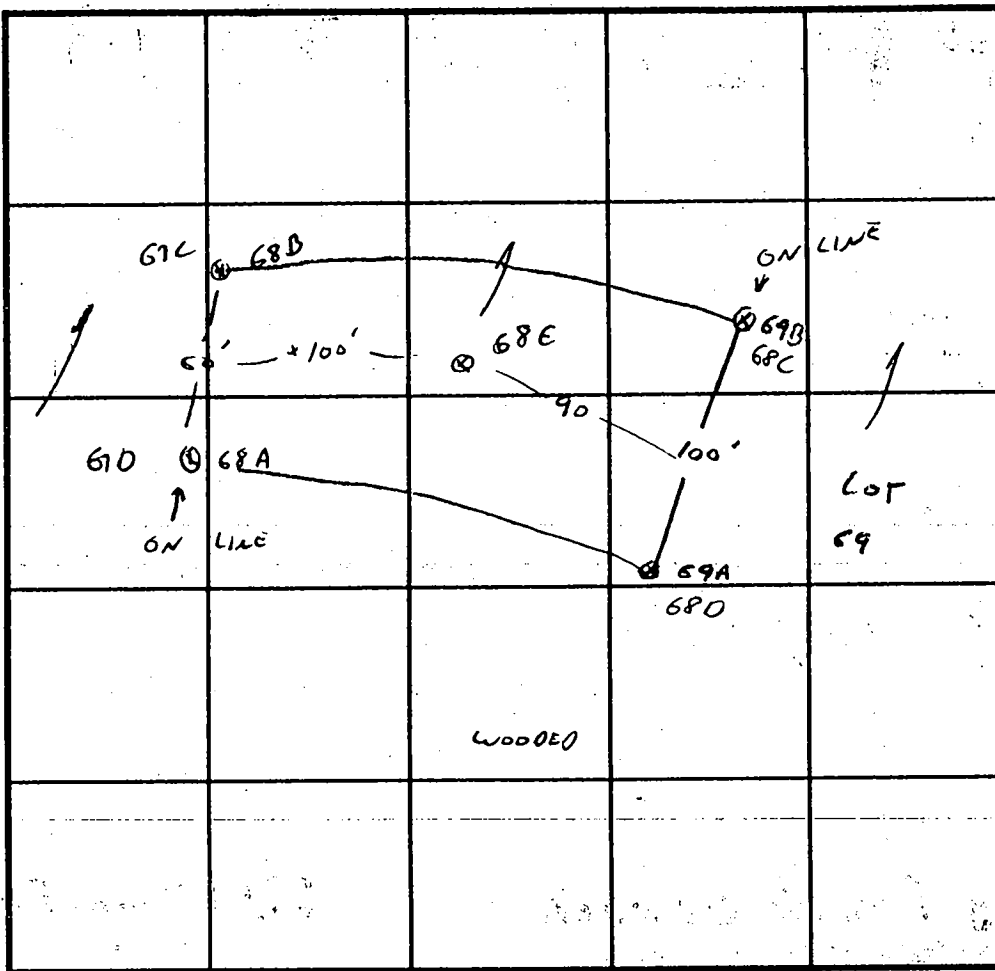 ON LINE
67C 68B
69B
68C
68E
60' ± 100'
90
100'
67D 68A
LOT
69
ON LINE
69A
68D
WOODED